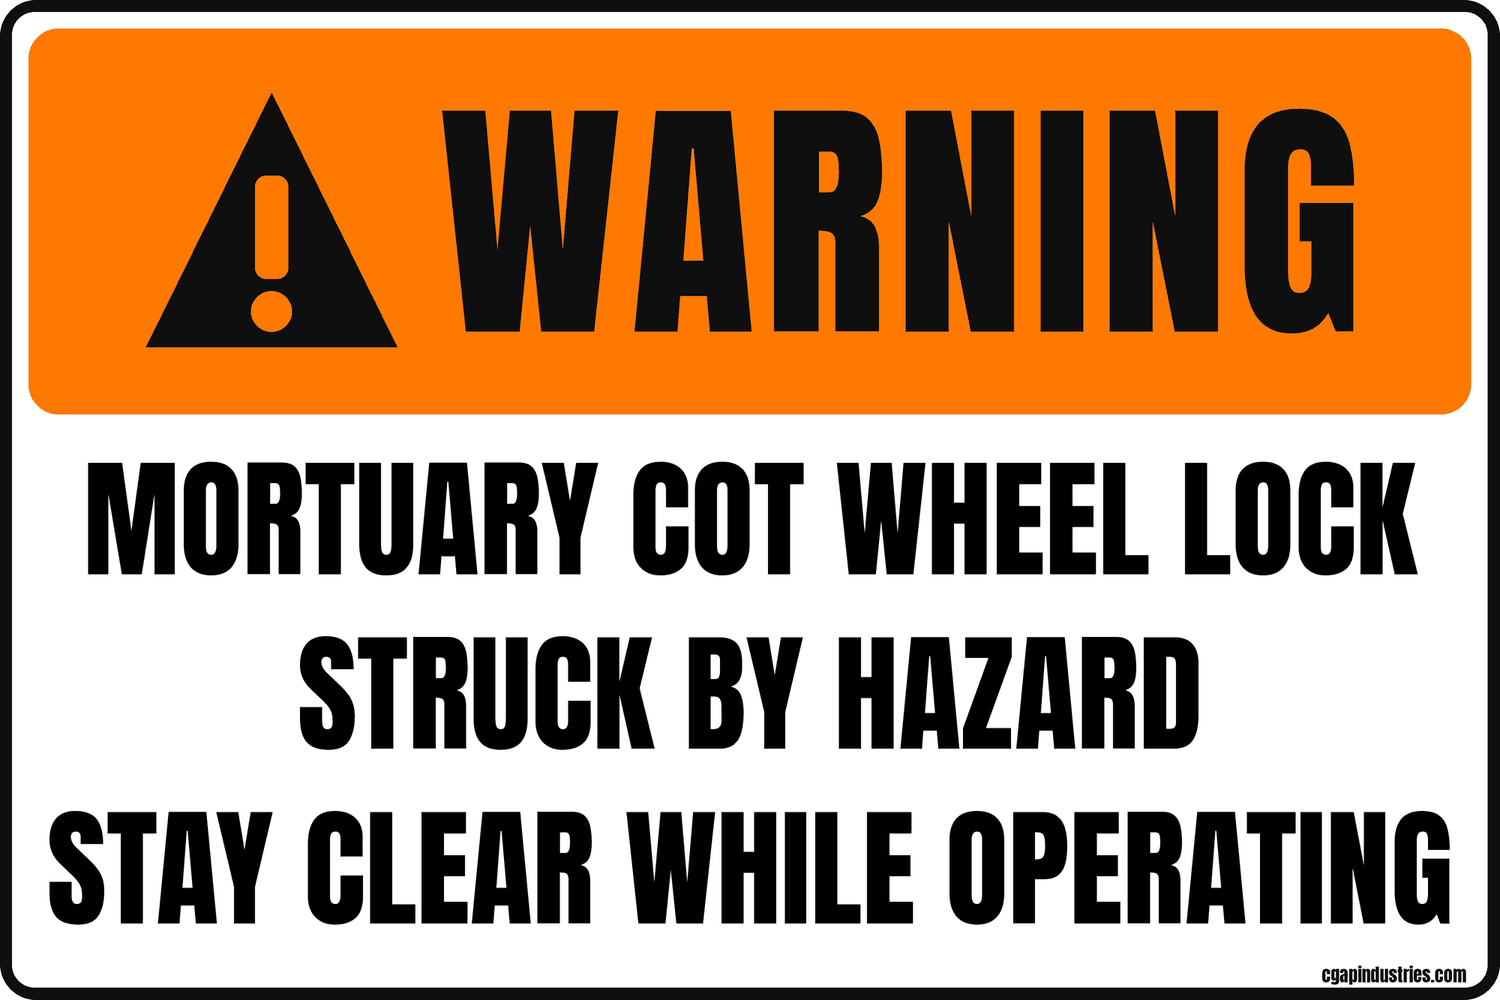 WARNING
MORTUARY COT WHEEL LOCK
STRUCK BY HAZARD
STAY CLEAR WHILE OPERATING
cgapindustries.com